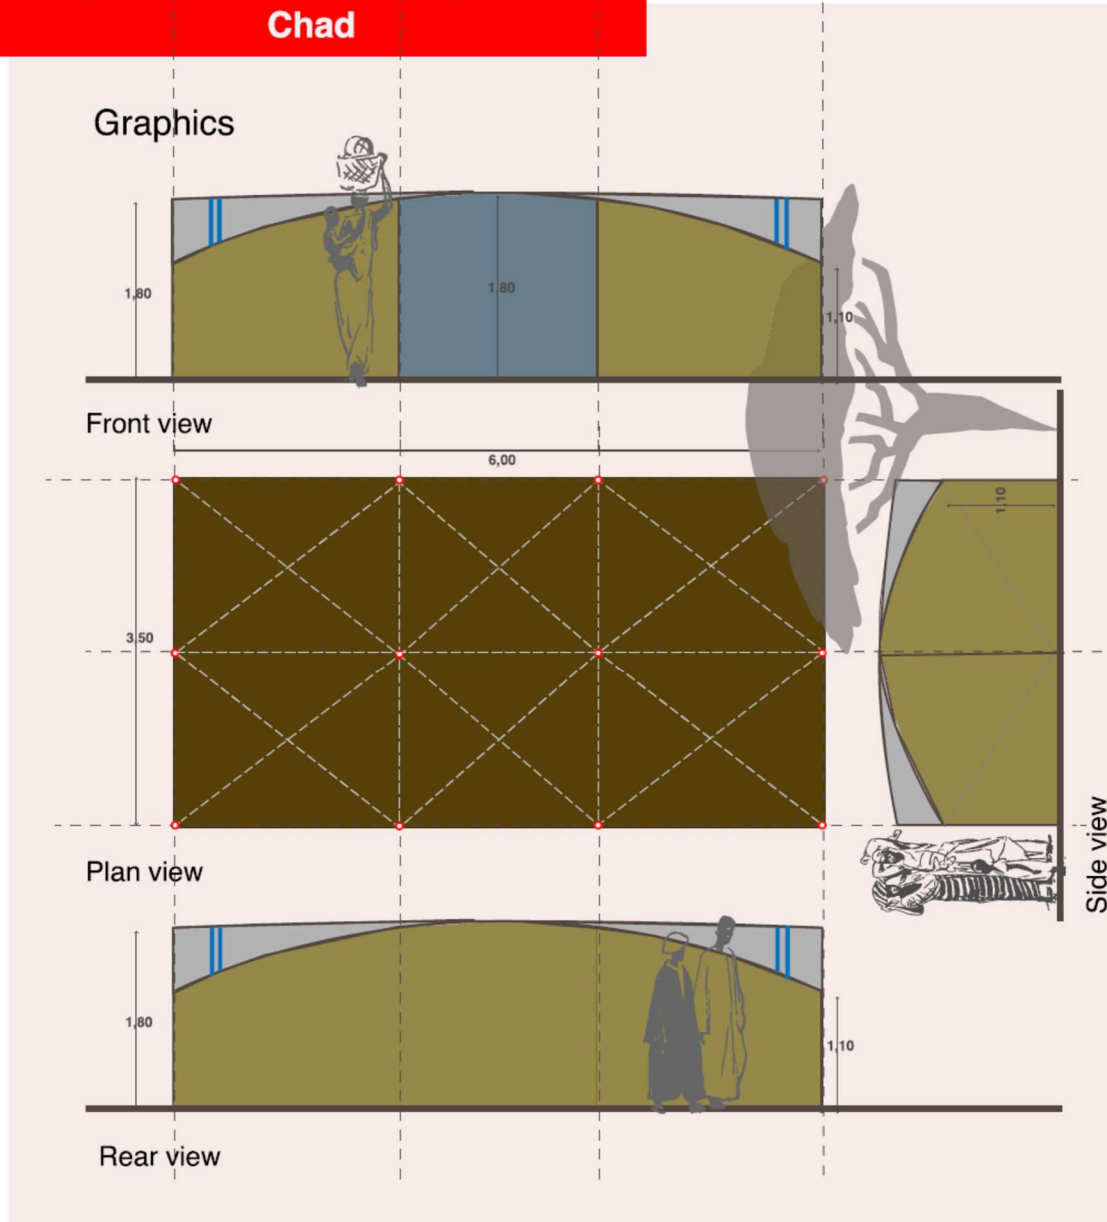 Chad
Graphics
1,80
1,80
1,10
Front view
6,00
1,10
3,50
Side view
Plan view
1,80
1,10
Rear view